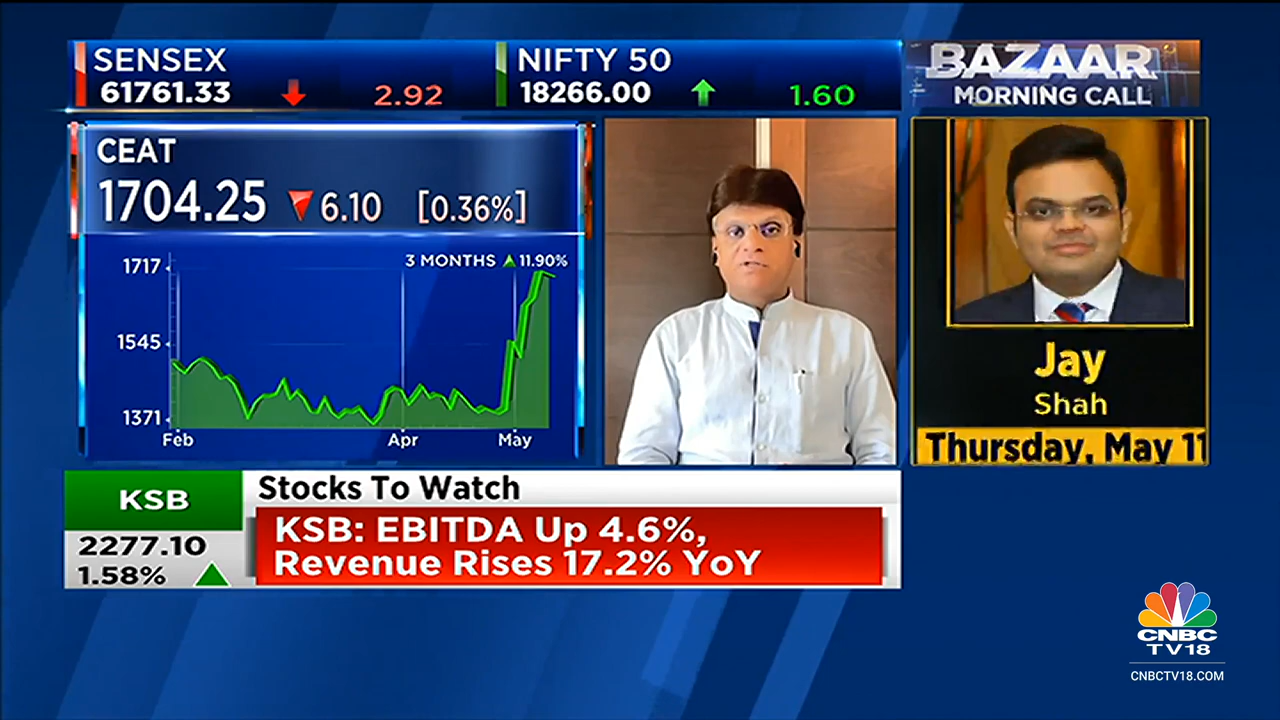 SENSEX
61761.33 2.92
NIFTY 50
18266.00 1.60
BAZAAR
MORNING CALL
CEAT
1704.25 6.10 [0.36%]
3 MONTHS 11.90%
1717
1545
1371
Feb Apr May
Jay
Shah
Thursday, May 11
KSB
2277.10
1.58%
Stocks To Watch
KSB: EBITDA Up 4.6%,
Revenue Rises 17.2% YoY
CNBC
TV18
CNBCTV18.COM